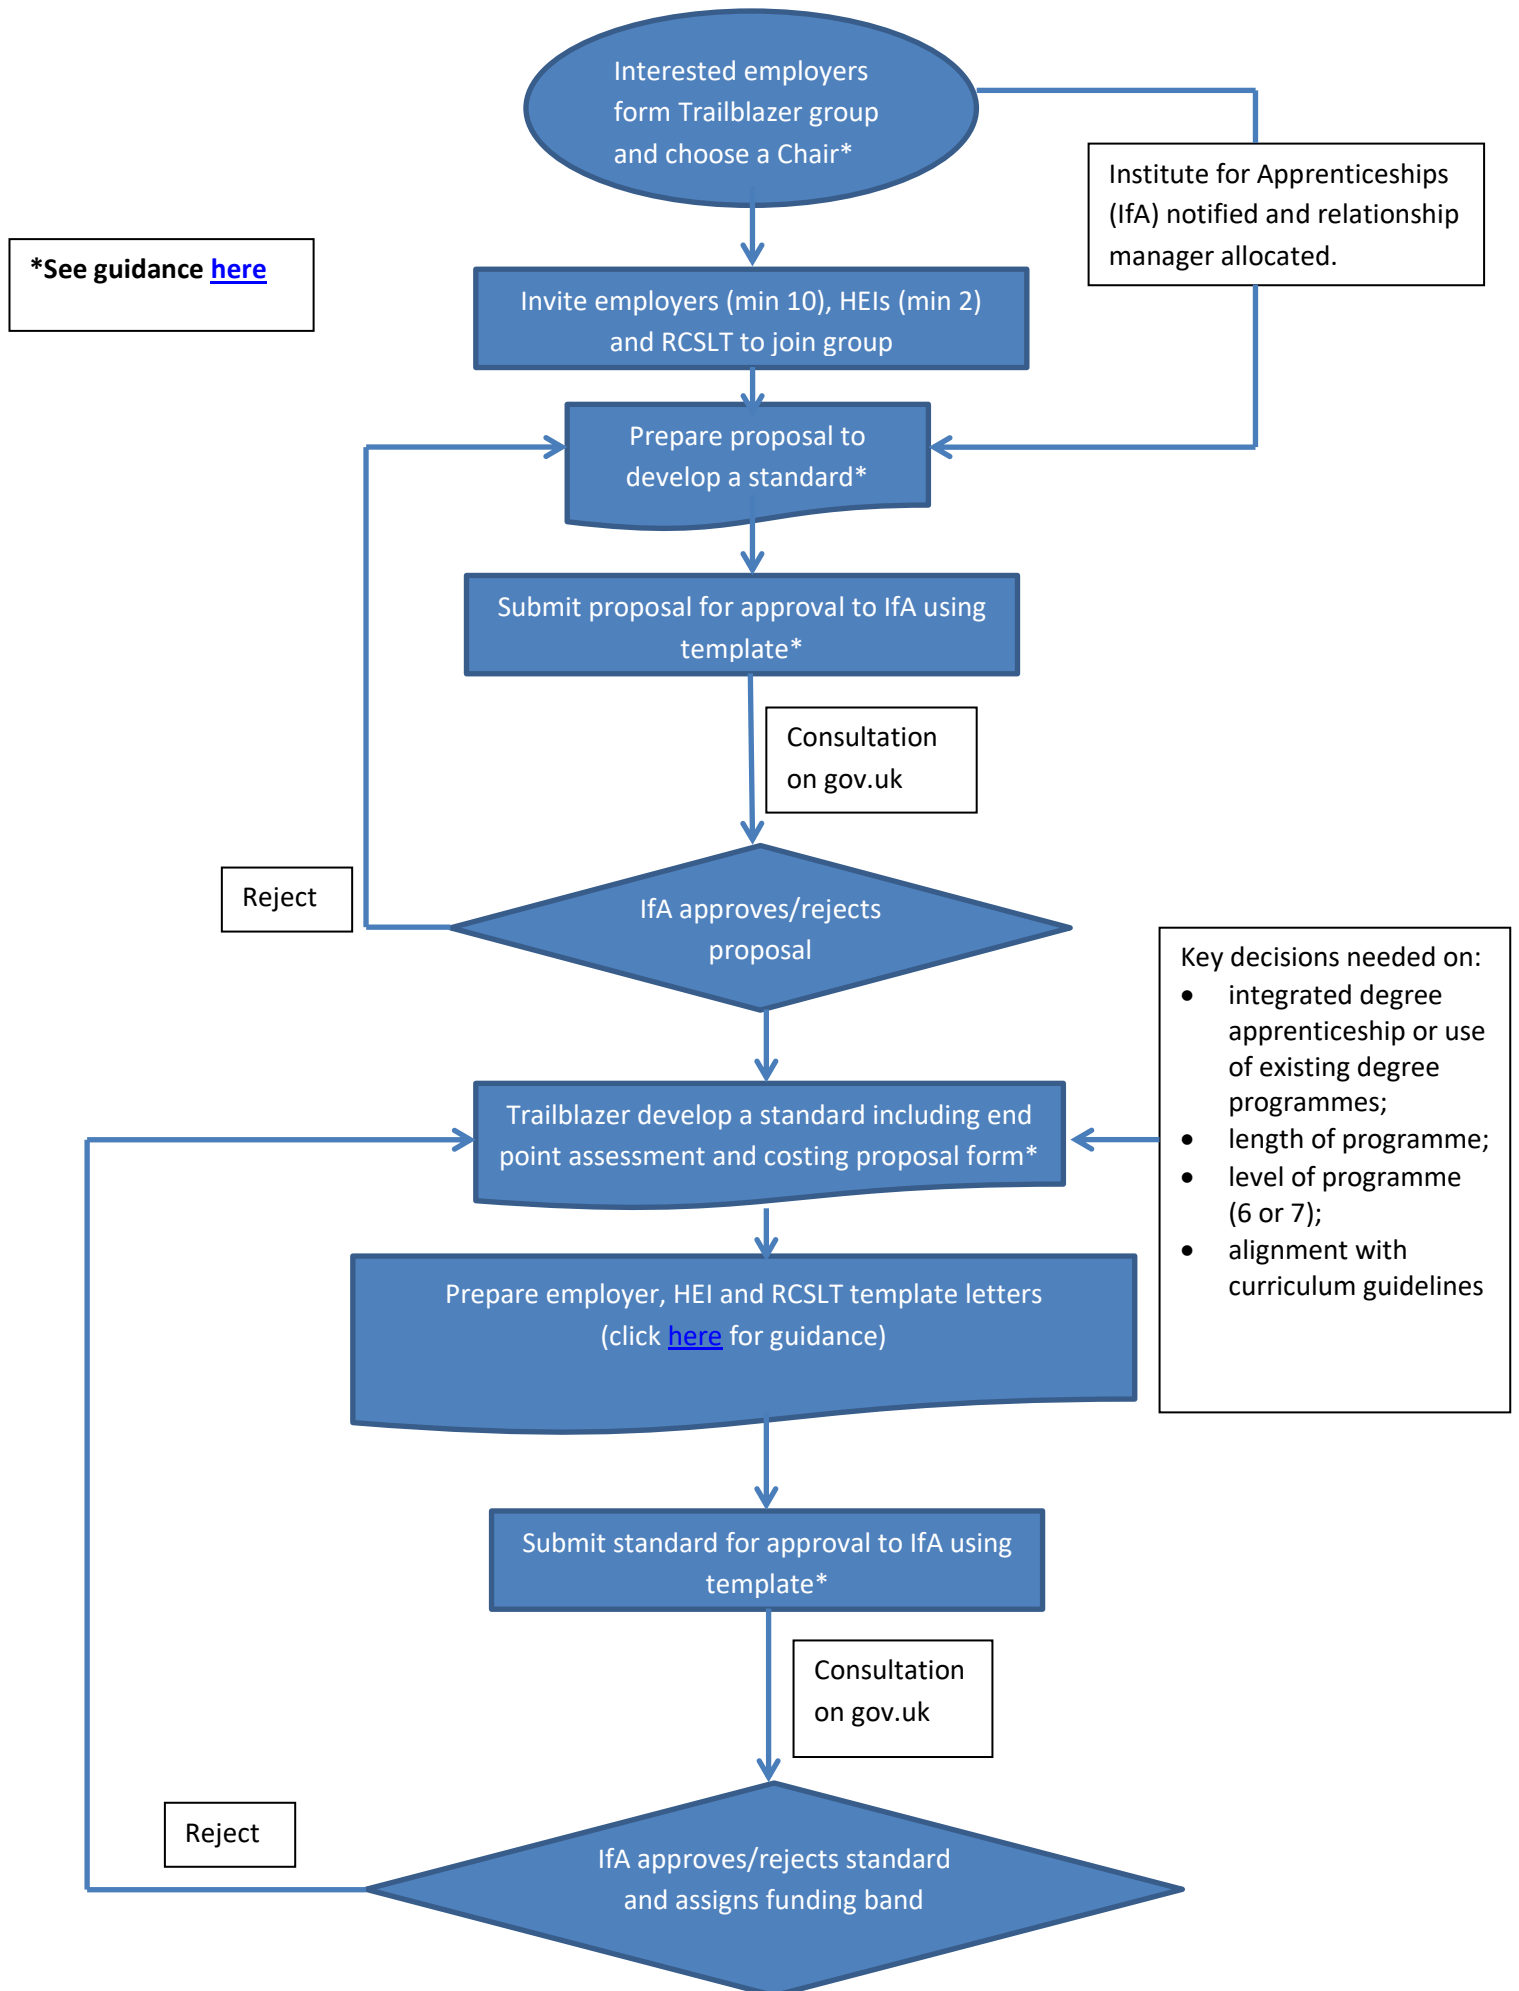 Interested employers
form Trailblazer group
and choose a Chair*
Institute for Apprenticeships
(IfA) notified and relationship
manager allocated.
*See guidance here
Invite employers (min 10), HEIs (min 2)
and RCSLT to join group
Prepare proposal to
develop a standard*
Submit proposal for approval to IfA using
template*
Consultation
on gov.uk
Reject
IfA approves/rejects
proposal
Key decisions needed on:
• integrated degree
apprenticeship or use
of existing degree
programmes;
• length of programme;
• level of programme
(6 or 7);
• alignment with
curriculum guidelines
Trailblazer develop a standard including end
point assessment and costing proposal form*
Prepare employer, HEI and RCSLT template letters
(click here for guidance)
Submit standard for approval to IfA using
template*
Consultation
on gov.uk
Reject
IfA approves/rejects standard
and assigns funding band